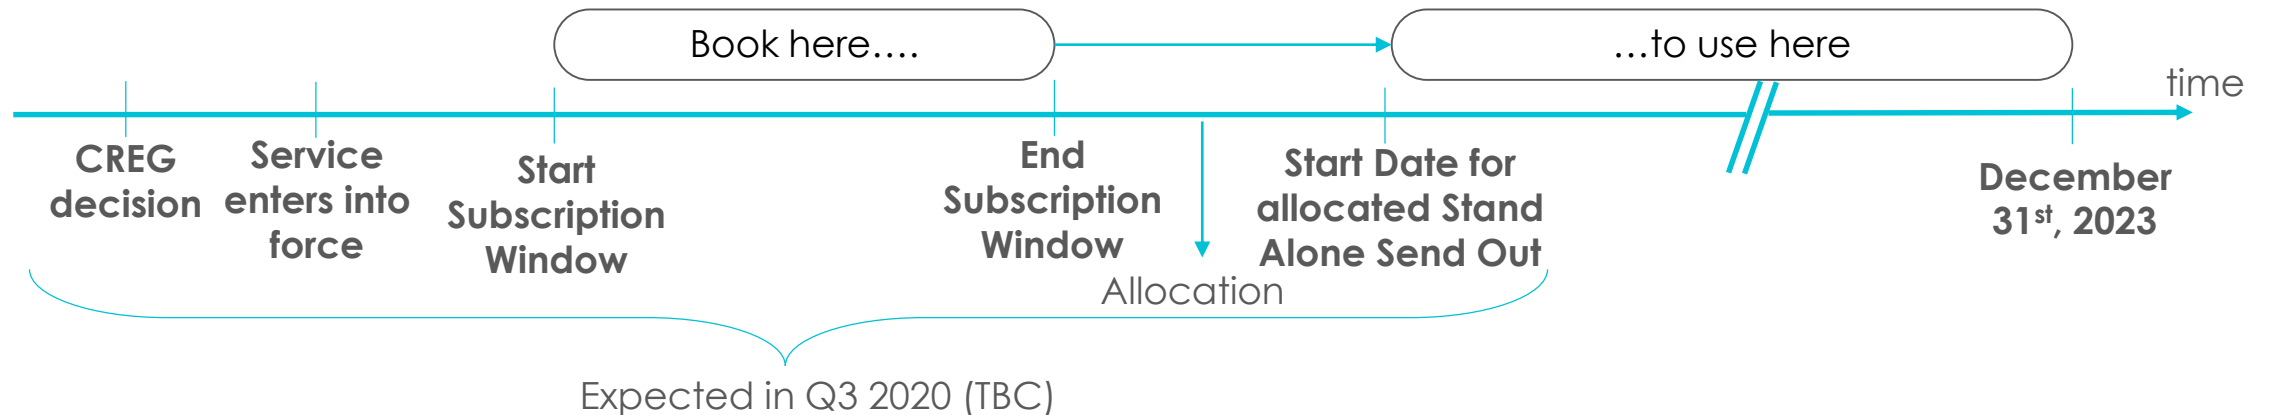 Book here....
...to use here
time
CREG
decision
Service
enters into
force
Start
Subscription
Window
End
Subscription
Window
Allocation
Start Date for
allocated Stand
Alone Send Out
December
31st, 2023
Expected in Q3 2020 (TBC)